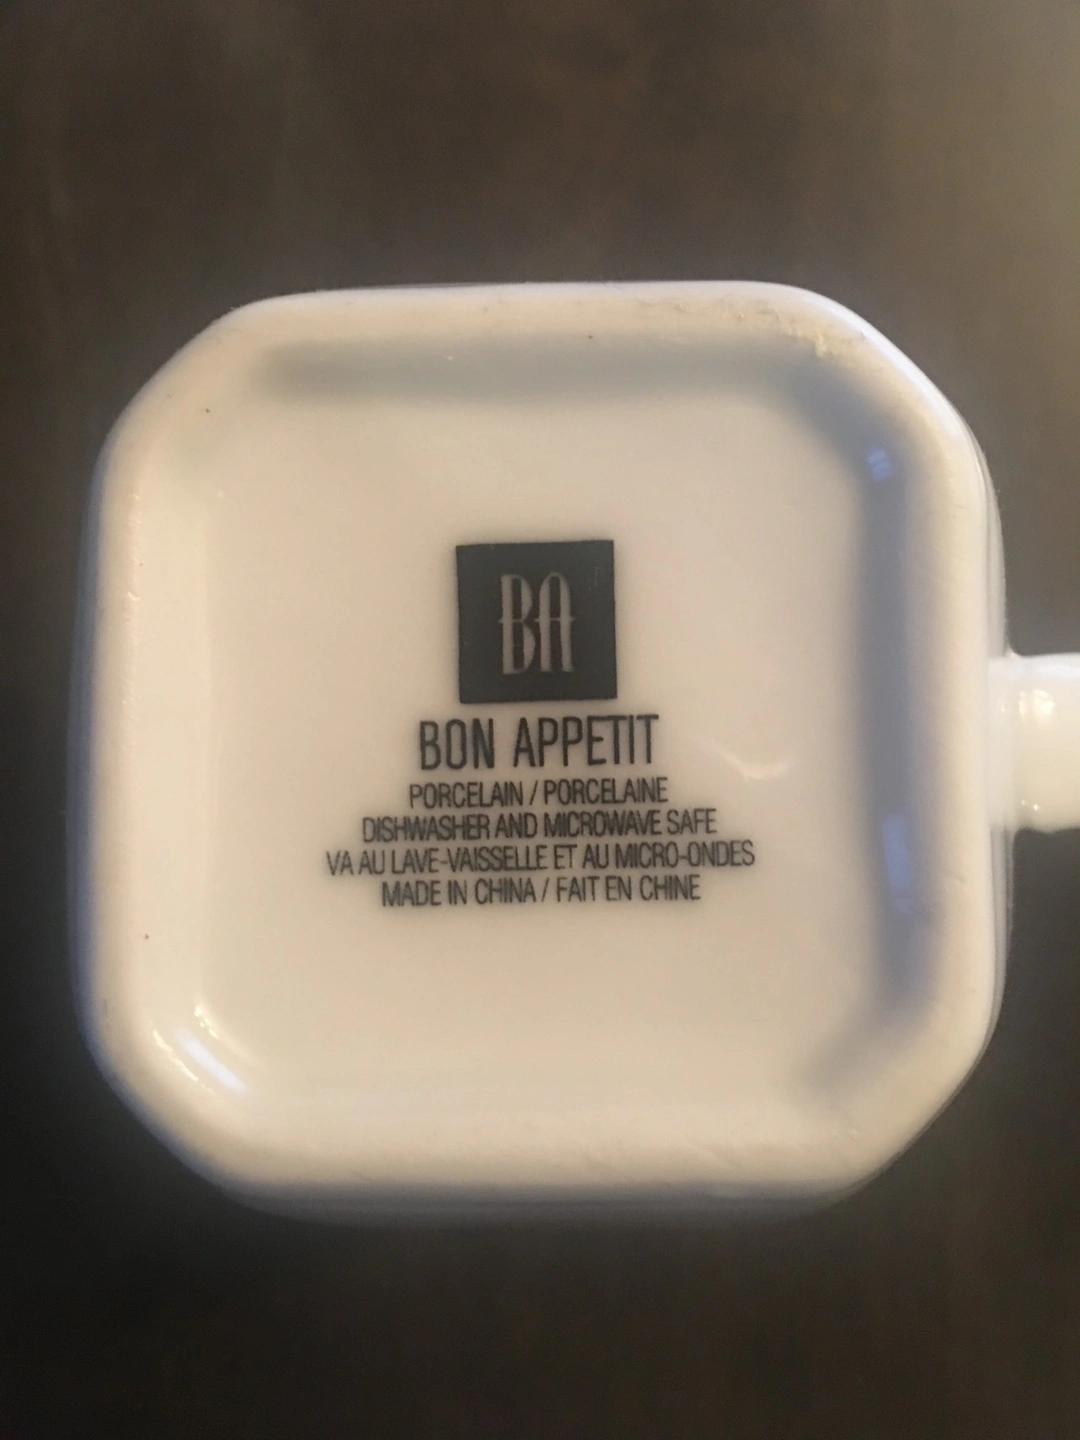 BA
BON APPETIT
PORCELAIN / PORCELAINE
DISHWASHER AND MICROWAVE SAFE
VA AU LAVE-VAISSELLE ET AU MICRO-ONDES
MADE IN CHINA / FAIT EN CHINE